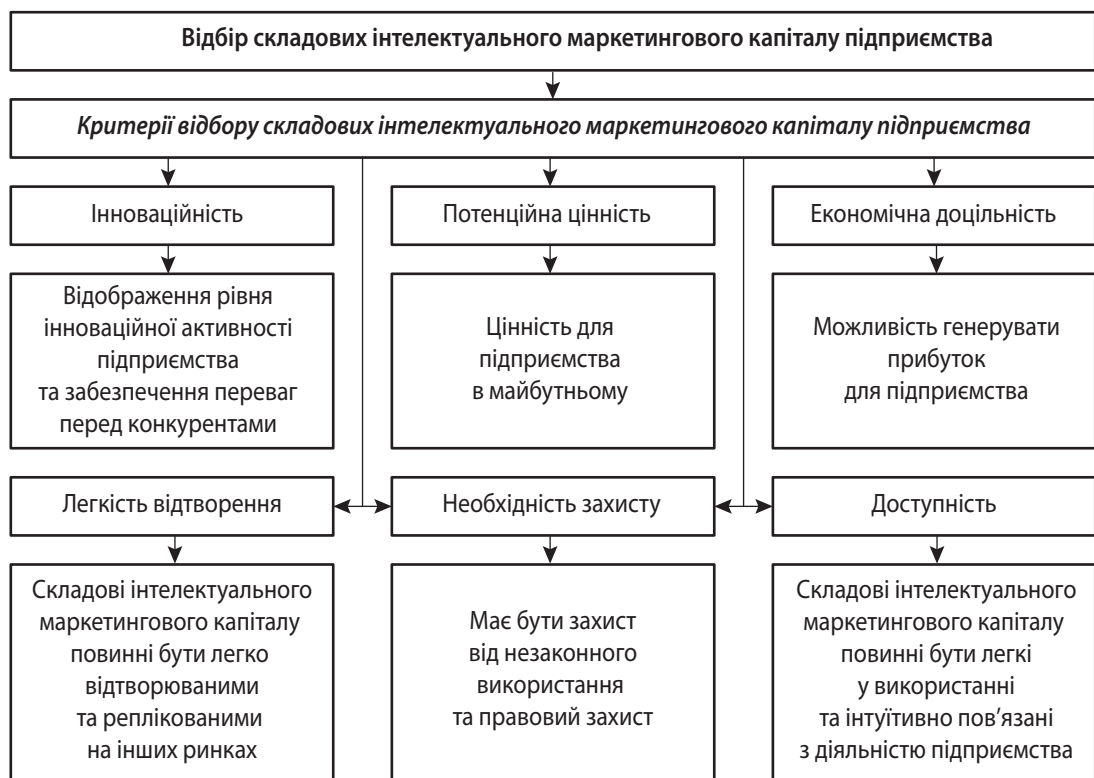 Відбір складових інтелектуального маркетингового капіталу підприємства
Критерії відбору складових інтелектуального маркетингового капіталу підприємства
Інноваційність
Потенційна цінність
Економічна доцільність
Відображення рівня
інноваційної активності
підприємства
та забезпечення переваг
перед конкурентами
Цінність для
підприємства
в майбутньому
Можливість генерувати
прибуток
для підприємства
Легкість відтворення
Необхідність захисту
Доступність
Складові інтелектуального
маркетингового капіталу
повинні бути легко
відтворюваними
та реплікованими
на інших ринках
Має бути захист
від незаконного
використання
та правовий захист
Складові інтелектуального
маркетингового капіталу
повинні бути легкі
у використанні
та інтуїтивно пов’язані
з діяльністю підприємства